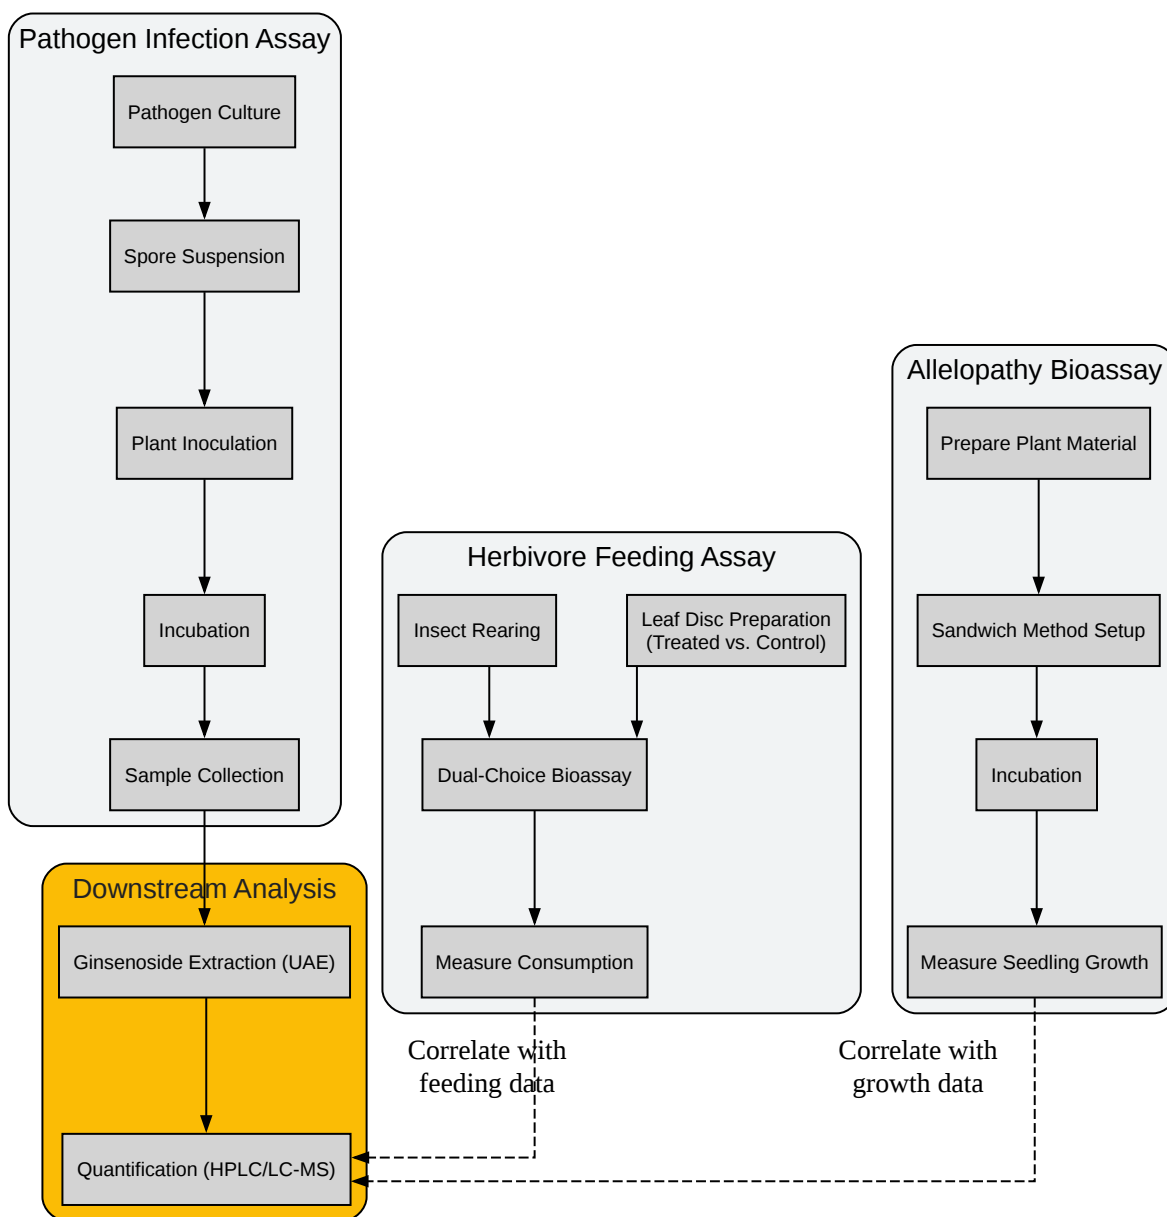 Pathogen Infection Assay
Pathogen Culture
Spore Suspension
Plant Inoculation
Incubation
Sample Collection
Downstream Analysis
Ginsenoside Extraction (UAE)
Quantification (HPLC/LC-MS)
Herbivore Feeding Assay
Insect Rearing
Leaf Disc Preparation
(Treated vs. Control)
Dual-Choice Bioassay
Measure Consumption
Correlate with
feeding data
Allelopathy Bioassay
Prepare Plant Material
Sandwich Method Setup
Incubation
Measure Seedling Growth
Correlate with
growth data